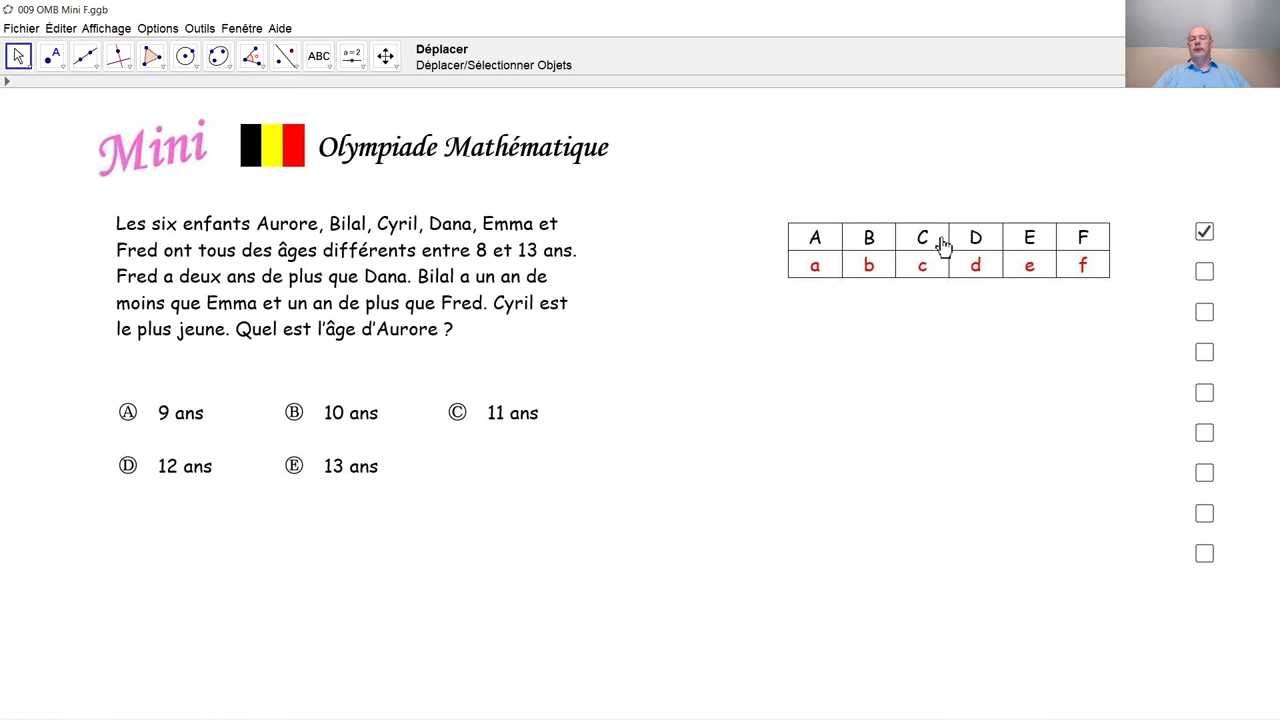 009 OMB Mini F.ggb
Fichier Éditer Affichage Options Outils Fenêtre Aide
A
ABC
a=2
Déplacer
Déplacer/Sélectionner Objets
Mini
Olympiade Mathématique
Les six enfants Aurore, Bilal, Cyril, Dana, Emma et
Fred ont tous des âges différents entre 8 et 13 ans.
Fred a deux ans de plus que Dana. Bilal a un an de
moins que Emma et un an de plus que Fred. Cyril est
le plus jeune. Quel est l'âge d'Aurore ?
A B C D E F
a b c d e f
Ⓐ 9 ans Ⓑ 10 ans Ⓒ 11 ans
Ⓓ 12 ans Ⓔ 13 ans